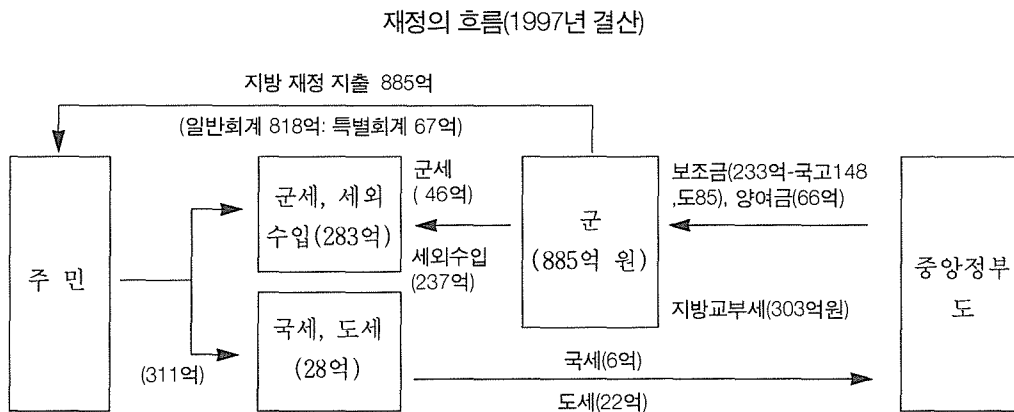 재정의 흐름(1997년 결산)
지방 재정 지출 885억
(일반회계 818억: 특별회계 67억)
주 민
(311억)
군세, 세외
수입(283억)
국세, 도세
(28억)
군세
( 46억)
세외수입
(237억)
군
(885억 원)
보조금(233억-국고148
,도85), 양여금(66억)
지방교부세(303억원)
국세(6억)
도세(22억)
중앙정부
도